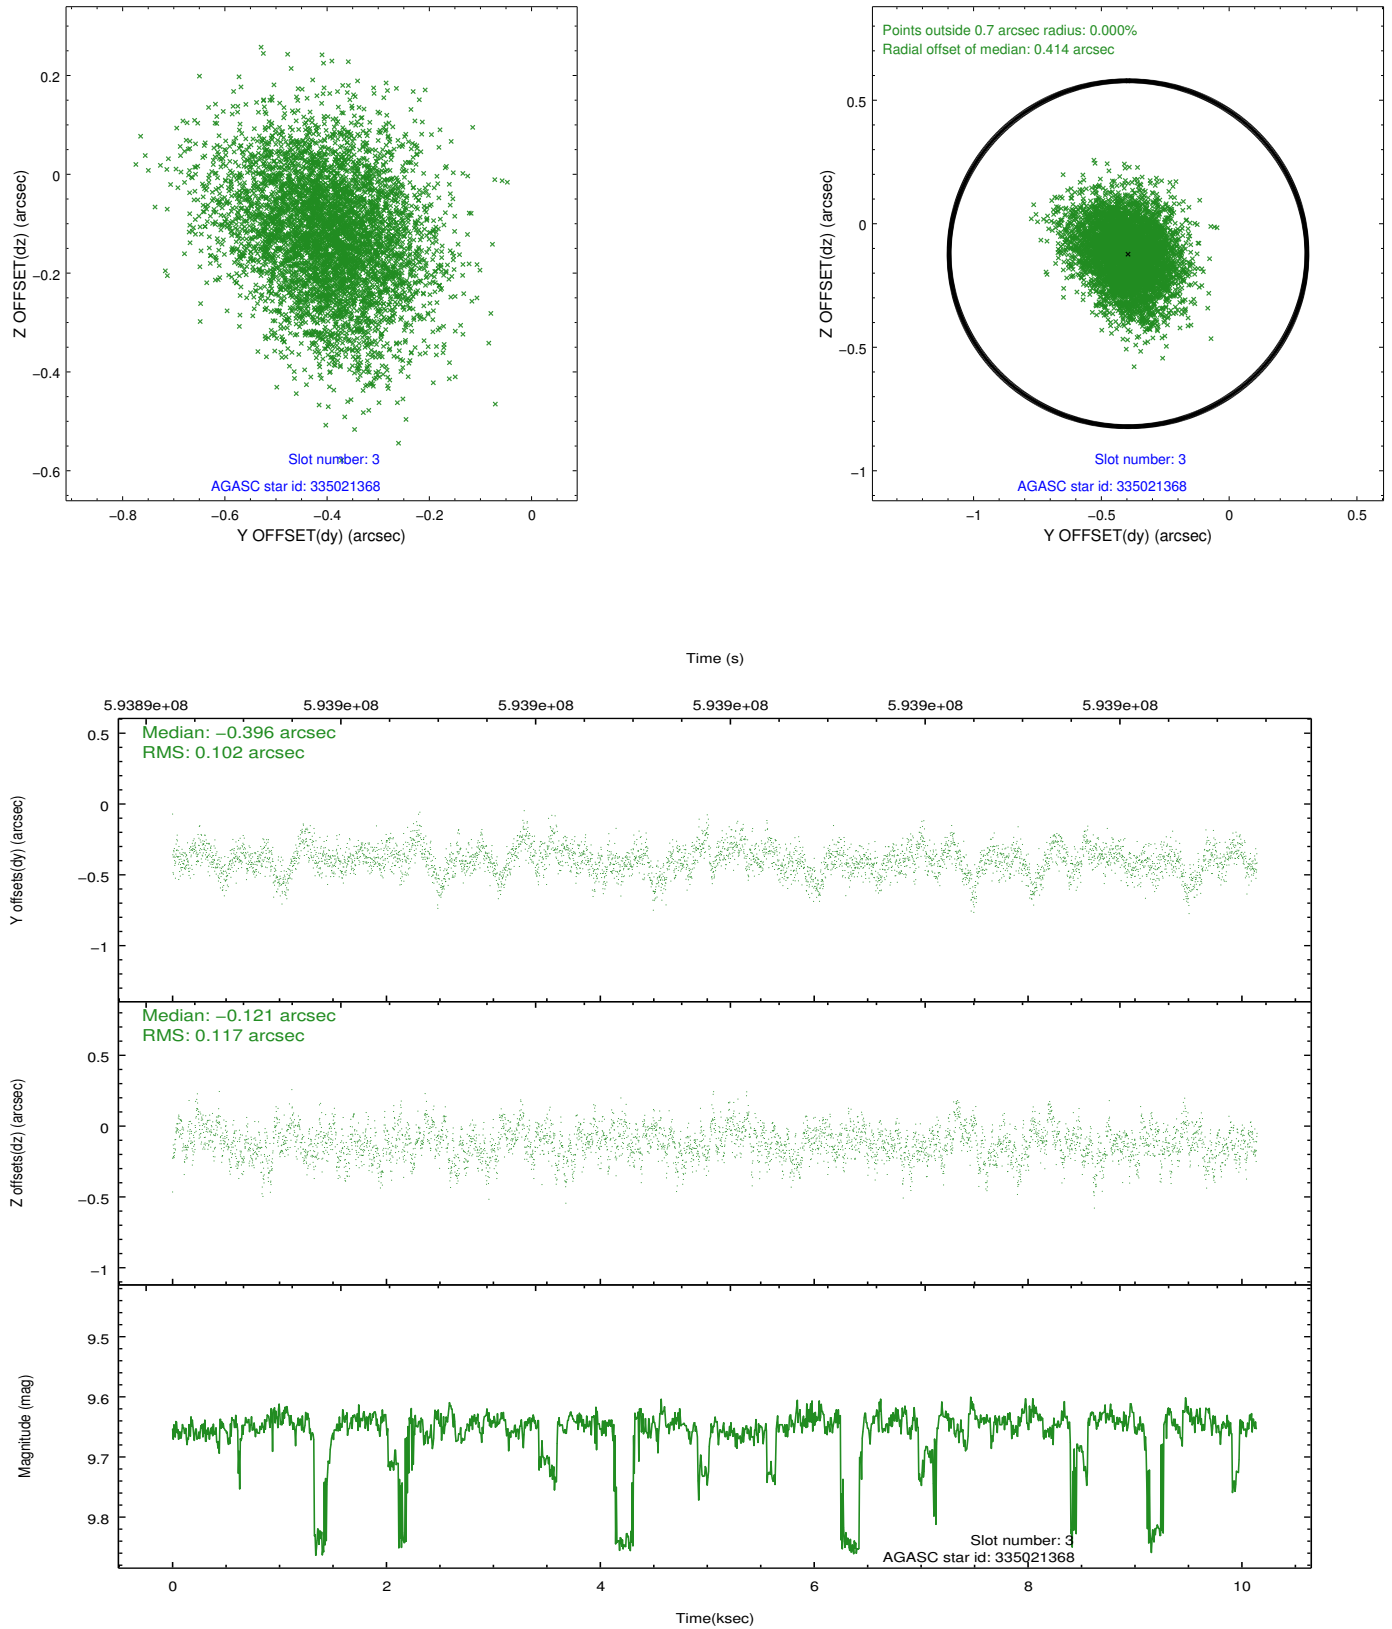 0.2
0
−0.2
−0.4
−0.6
Z OFFSET(dz) (arcsec)
Slot number: 3
AGASC star id: 335021368
−0.8
−0.6
−0.4
−0.2
0
Y OFFSET(dy) (arcsec)
Points outside 0.7 arcsec radius: 0.000%
Radial offset of median: 0.414 arcsec
0.5
0
−0.5
−1
Z OFFSET(dz) (arcsec)
Slot number: 3
AGASC star id: 335021368
−1
−0.5
0
0.5
Y OFFSET(dy) (arcsec)
Time (s)
5.9389e+08
5.939e+08
5.939e+08
5.939e+08
5.939e+08
5.939e+08
Median: −0.396 arcsec
RMS: 0.102 arcsec
0.5
0
−0.5
−1
Y offsets(dy) (arcsec)
Median: −0.121 arcsec
RMS: 0.117 arcsec
0.5
0
−0.5
−1
Z offsets(dz) (arcsec)
9.5
9.6
9.7
9.8
Magnitude (mag)
Slot number: 3
AGASC star id: 335021368
0
2
4
6
8
10
Time(ksec)